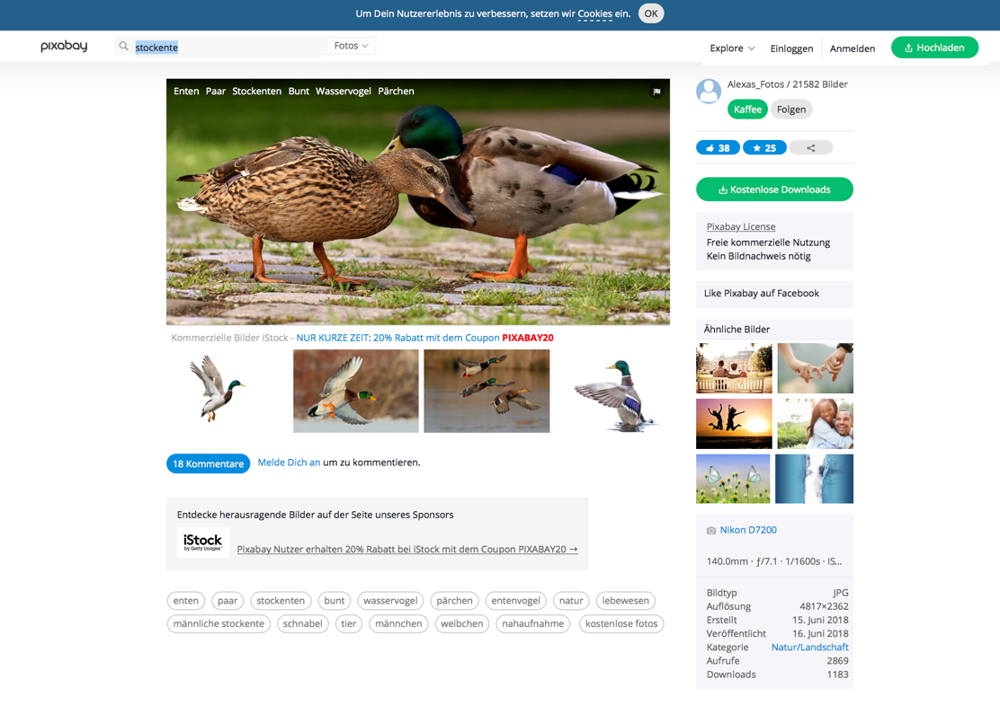 Um Dein Nutzererlebnis zu verbessern, setzen wir Cookies ein. OK
pixabay stockente Fotos Explore Einloggen Anmelden Hochladen
Enten Paar Stockenten Bunt Wasservogel Pärchen
Kommerzielle Bilder iStock - NUR KURZE ZEIT: 20% Rabatt mit dem Coupon PIXABAY20
18 Kommentare Melde Dich an um zu kommentieren.
Entdecke herausragende Bilder auf der Seite unseres Sponsors
iStock
by Getty Images™
Pixabay Nutzer erhalten 20% Rabatt bei iStock mit dem Coupon PIXABAY20 →
enten paar stockenten bunt wasservogel pärchen entenvogel natur lebewesen
männliche stockente schnabel tier männchen weibchen nahaufnahme kostenlose fotos
Alexas_Fotos / 21582 Bilder
Kaffee Folgen
38 25
Kostenlose Downloads
Pixabay License
Freie kommerzielle Nutzung
Kein Bildnachweis nötig
Like Pixabay auf Facebook
Ähnliche Bilder
Nikon D7200
140.0mm · ƒ/7.1 · 1/1600s · IS...
Bildtyp JPG
Auflösung 4817×2362
Erstellt 15. Juni 2018
Veröffentlicht 16. Juni 2018
Kategorie Natur/Landschaft
Aufrufe 2869
Downloads 1183